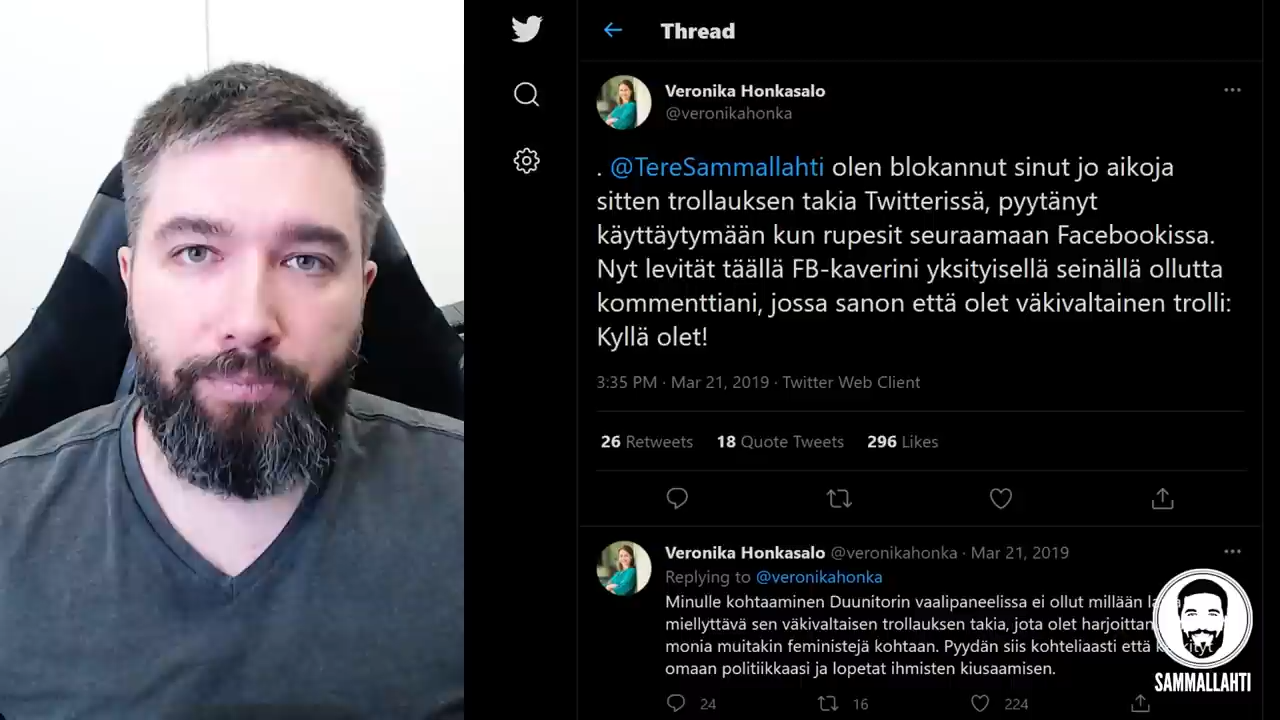 Thread
Veronika Honkasalo
@veronikahonka
. @TereSammallahti olen blokannut sinut jo aikoja
sitten trollauksen takia Twitterissä, pyytänyt
käyttäytymään kun rupesit seuraamaan Facebookissa.
Nyt levität täällä FB-kaverini yksityisellä seinällä ollutta
kommenttiani, jossa sanon että olet väkivaltainen trolli:
Kyllä olet!
3:35 PM · Mar 21, 2019 · Twitter Web Client
26 Retweets 18 Quote Tweets 296 Likes
Veronika Honkasalo @veronikahonka · Mar 21, 2019
Replying to @veronikahonka
Minulle kohtaaminen Duunitorin vaalipaneelissa ei ollut millään
miellyttävä sen väkivaltaisen trollauksen takia, jota olet
monia muitakin feministejä kohtaan. Pyydän siis kohteliaasti että
omaan politiikkaasi ja lopetat ihmisten kiusaamisen.
24 16 224
SAMMALLAHTI